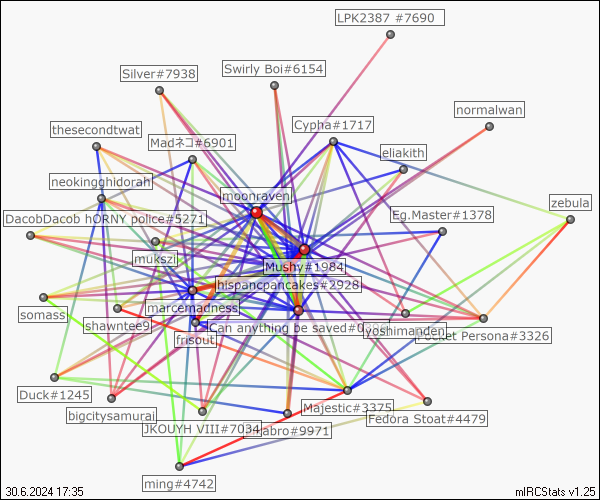 LPK2387 #7690
Swirly Boi#6154
Silver#7938
normalwan
Cypha#1717
thesecondtwat
Madネコ#6901
eliakith
neokingghidorah
moonraven
zebula
Eg.Master#1378
DacobDacob hORNY police#5271
mukszi
Mushy#1984
hispancpancakes#2928
somass
marcemadness
shawntee9
Can anything be saved#0
yoshimanden
Pocket Persona#3326
frisout
Duck#1245
bigcitysamurai
Majestic#3375
Fedora Stoat#4479
JKOUYH VIII#7034
abro#9971
ming#4742
30.6.2024 17:35
mIRCStats v1.25